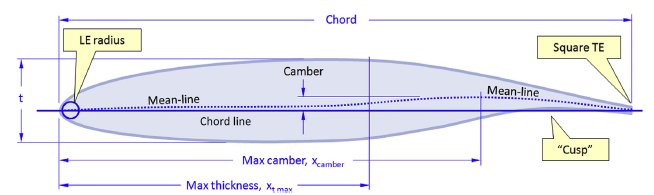 Chord
LE radius
Square TE
t
Camber
Mean-line
Mean-line
Chord line
"Cusp"
Max camber, xcamber
Max thickness, xt max